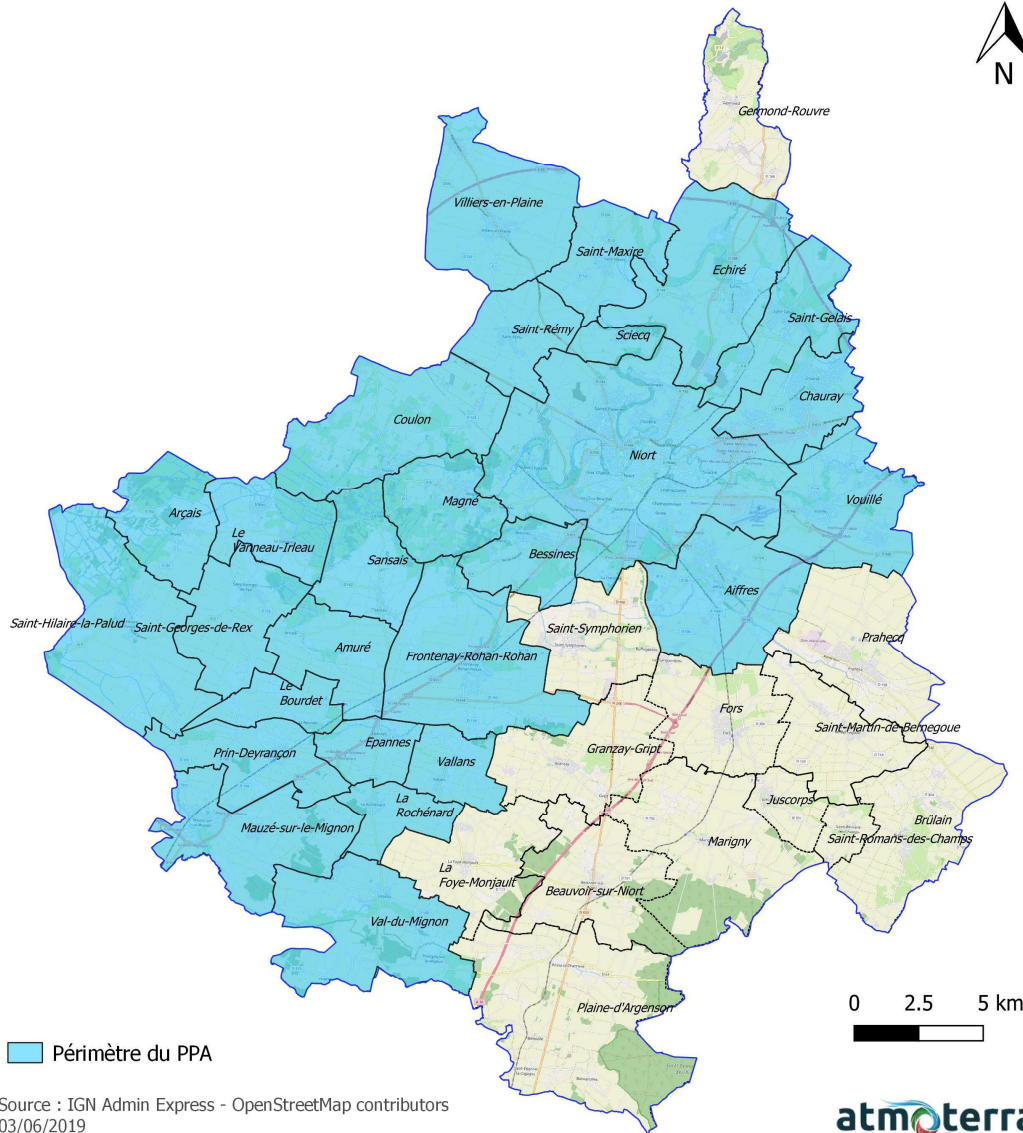 N
Germond-Rouvre
Villiers-en-Plaine
Saint-Maxire
Echiré
Saint-Gelais
Saint-Rémy
Sciecq
Chauray
Coulon
Niort
Magné
Vouillé
Arçais
Le
Vanneau-Irleau
Bessines
Sansais
Aiffres
Saint-Hilaire-la-Palud
Saint-Georges-de-Rex
Amuré
Frontenay-Rohan-Rohan
Saint-Symphorien
Prahecq
Le
Bourdet
Fors
Saint-Martin-de-Bernegoue
Prin-Deyrançon
Epannes
Vallans
Granzay-Gript
La
Rochénard
Juscorps
Mauzé-sur-le-Mignon
Marigny
Brûlain
Saint-Romans-des-Champs
La
Foye-Monjault
Beauvoir-sur-Niort
Val-du-Mignon
Plaine-d'Argenson
0 2.5 5 km
Périmètre du PPA
Source : IGN Admin Express - OpenStreetMap contributors
03/06/2019
atmoterra